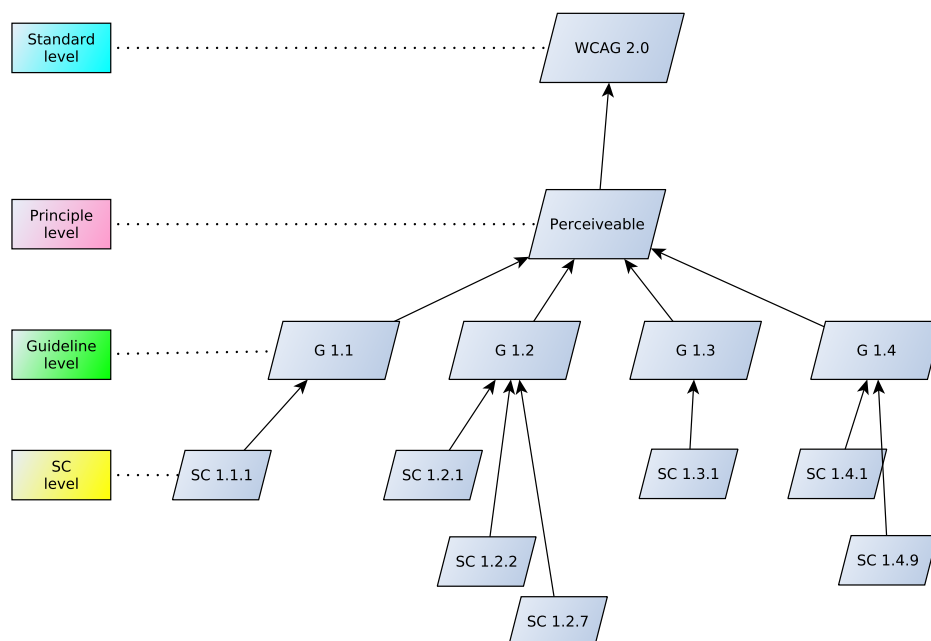 Standard
level
WCAG 2.0
Principle
level
Perceiveable
Guideline
level
G 1.1
G 1.2
G 1.3
G 1.4
SC
level
SC 1.1.1
SC 1.2.1
SC 1.3.1
SC 1.4.1
SC 1.2.2
SC 1.4.9
SC 1.2.7